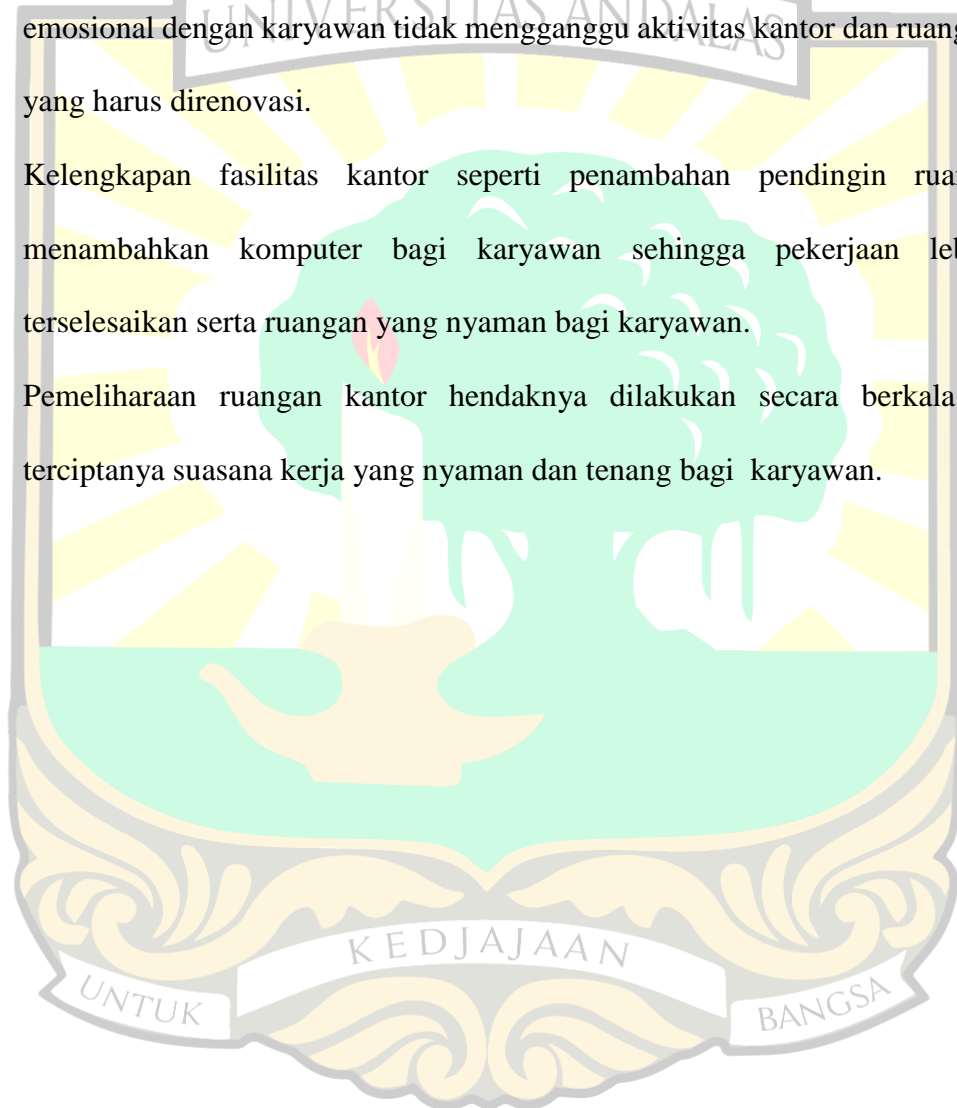 emosional dengan karyawan tidak mengganggu aktivitas kantor dan ruang
UNIVERSITAS ANDALAS
yang harus direnovasi.
Kelengkapan fasilitas kantor seperti penambahan pendingin
menambahkan komputer bagi karyawan sehingga pekerjaan
terselesaikan serta ruangan yang nyaman bagi karyawan.
Pemeliharaan ruangan kantor hendaknya dilakukan secara berkala
terciptanya suasana kerja yang nyaman dan tenang bagi karyawan.
KEDJAJAAN
UNTUK
BANGSA